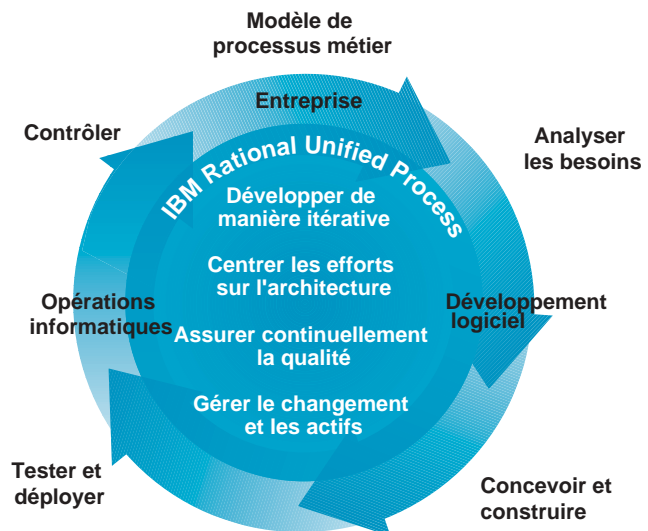 Modèle de
processus métier
Entreprise
Contrôler
Analyser
les besoins
IBM Rational Unified Process
Développer de
manière itérative
Centrer les efforts
sur l'architecture
Opérations
informatiques
Développement
logiciel
Assurer continuellement
la qualité
Gérer le changement
et les actifs
Tester et
déployer
Concevoir et
construire